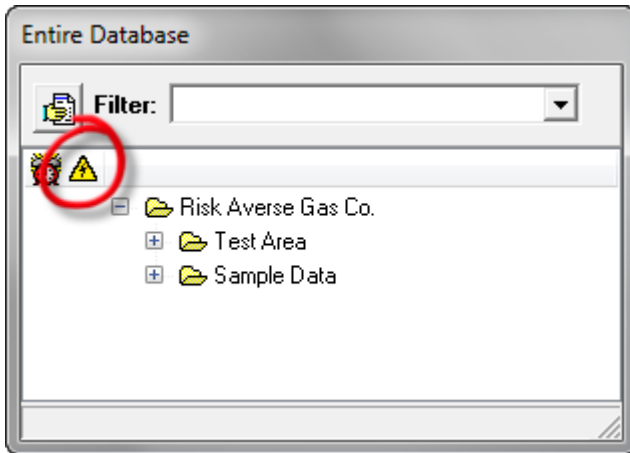 Entire Database
Filter:
Risk Averse Gas Co.
Test Area
Sample Data